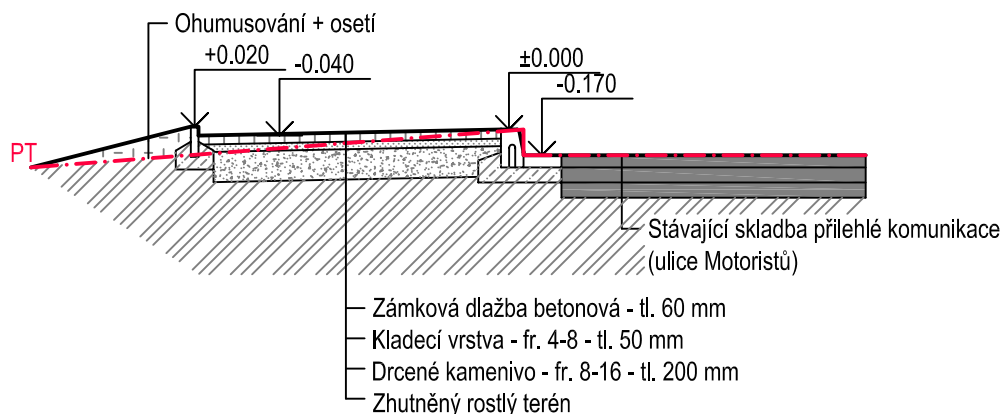 Ohumusování + osetí
+0.020
-0.040
±0.000
-0.170
PT
Stávající skladba přilehlé komunikace
(ulice Motoristů)
Zámková dlažba betonová - tl. 60 mm
Kladecí vrstva - fr. 4-8 - tl. 50 mm
Drcené kamenivo - fr. 8-16 - tl. 200 mm
Zhutněný rostlý terén